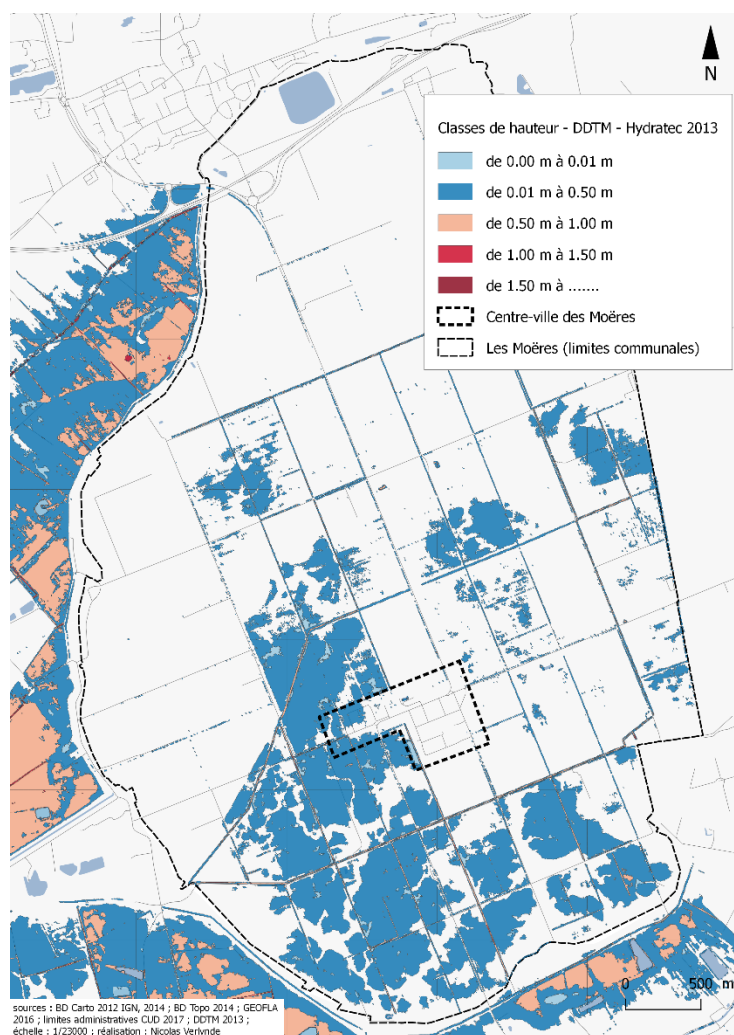 N
Classes de hauteur - DDTM - Hydratec 2013
de 0.00 m à 0.01 m
de 0.01 m à 0.50 m
de 0.50 m à 1.00 m
de 1.00 m à 1.50 m
de 1.50 m à .......
Centre-ville des Moëres
Les Moëres (limites communales)
0 500 m
sources : BD Carto 2012 IGN, 2014 ; BD Topo 2014 ; GEOFLA
2016 ; limites administratives CUD 2017 ; DDTM 2013 ;
échelle : 1/23000 ; réalisation : Nicolas Verlynde